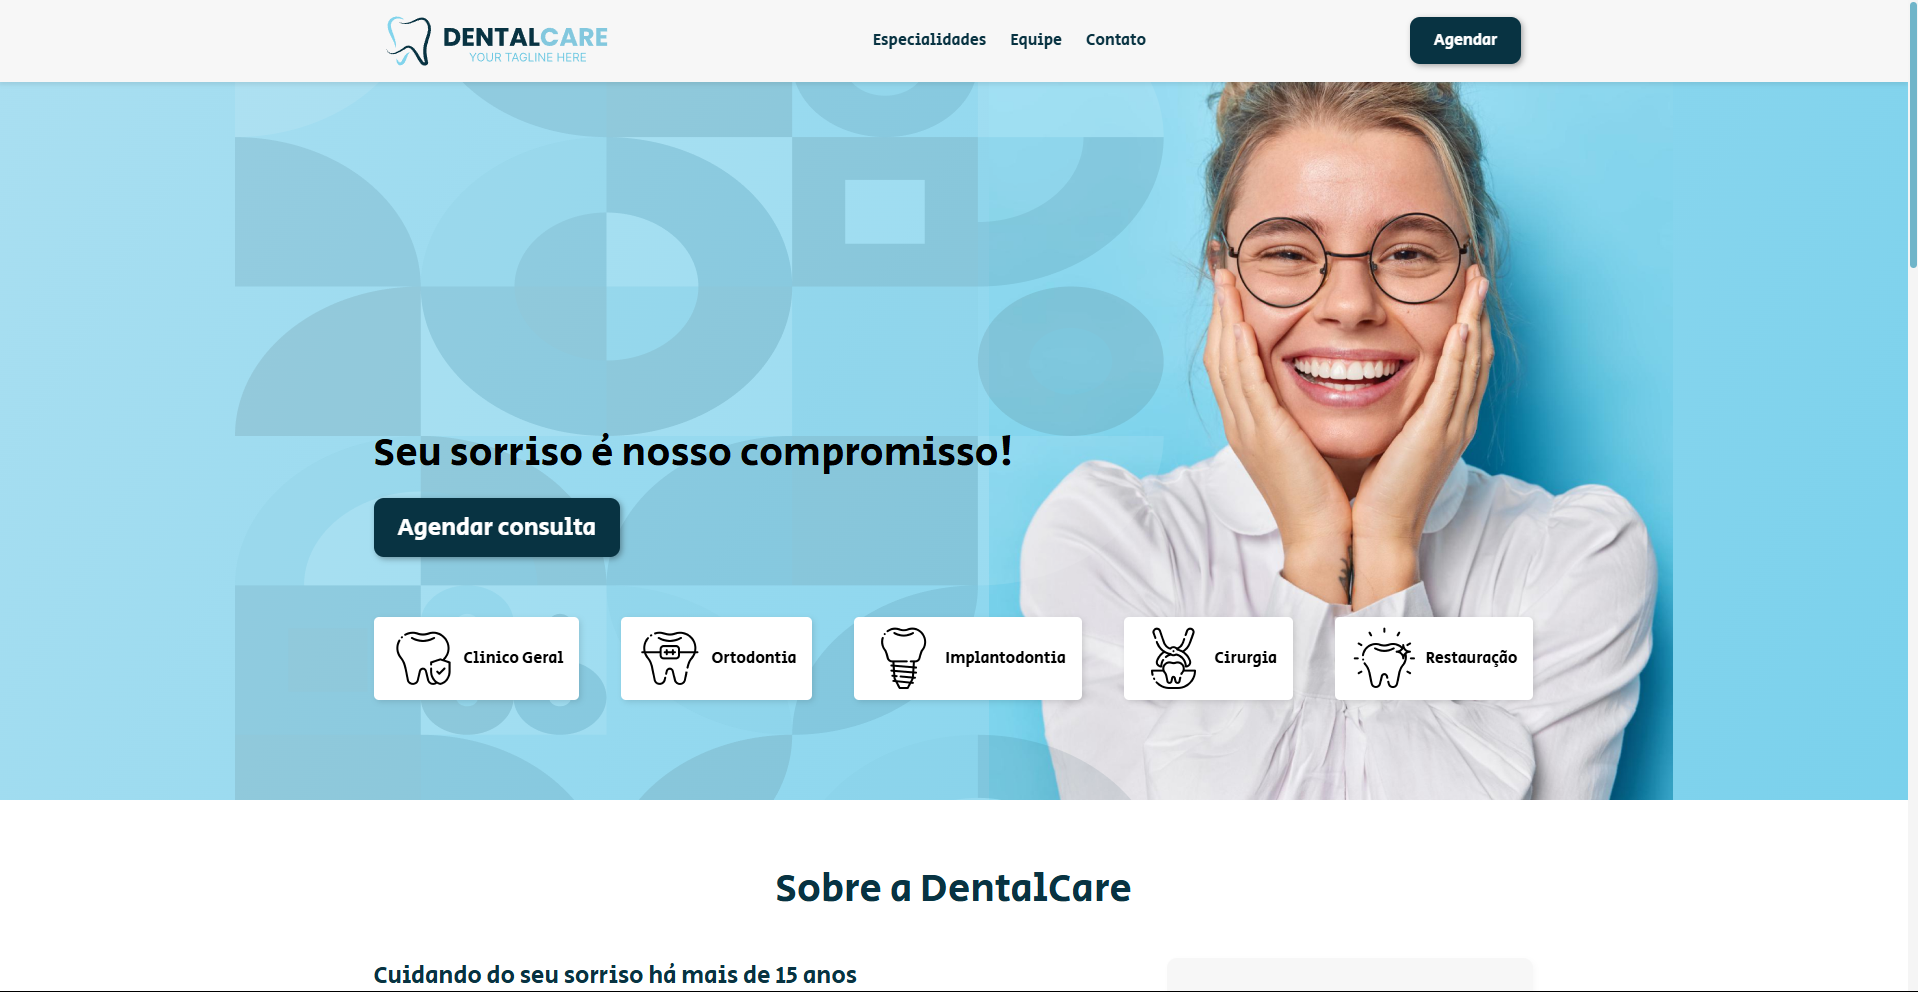 DENTALCARE
YOUR TAGLINE HERE
Especialidades Equipe Contato
Agendar
Seu sorriso é nosso compromisso!
Agendar consulta
Clinico Geral
Ortodontia
Implantodontia
Cirurgia
Restauração
Sobre a DentalCare
Cuidando do seu sorriso há mais de 15 anos